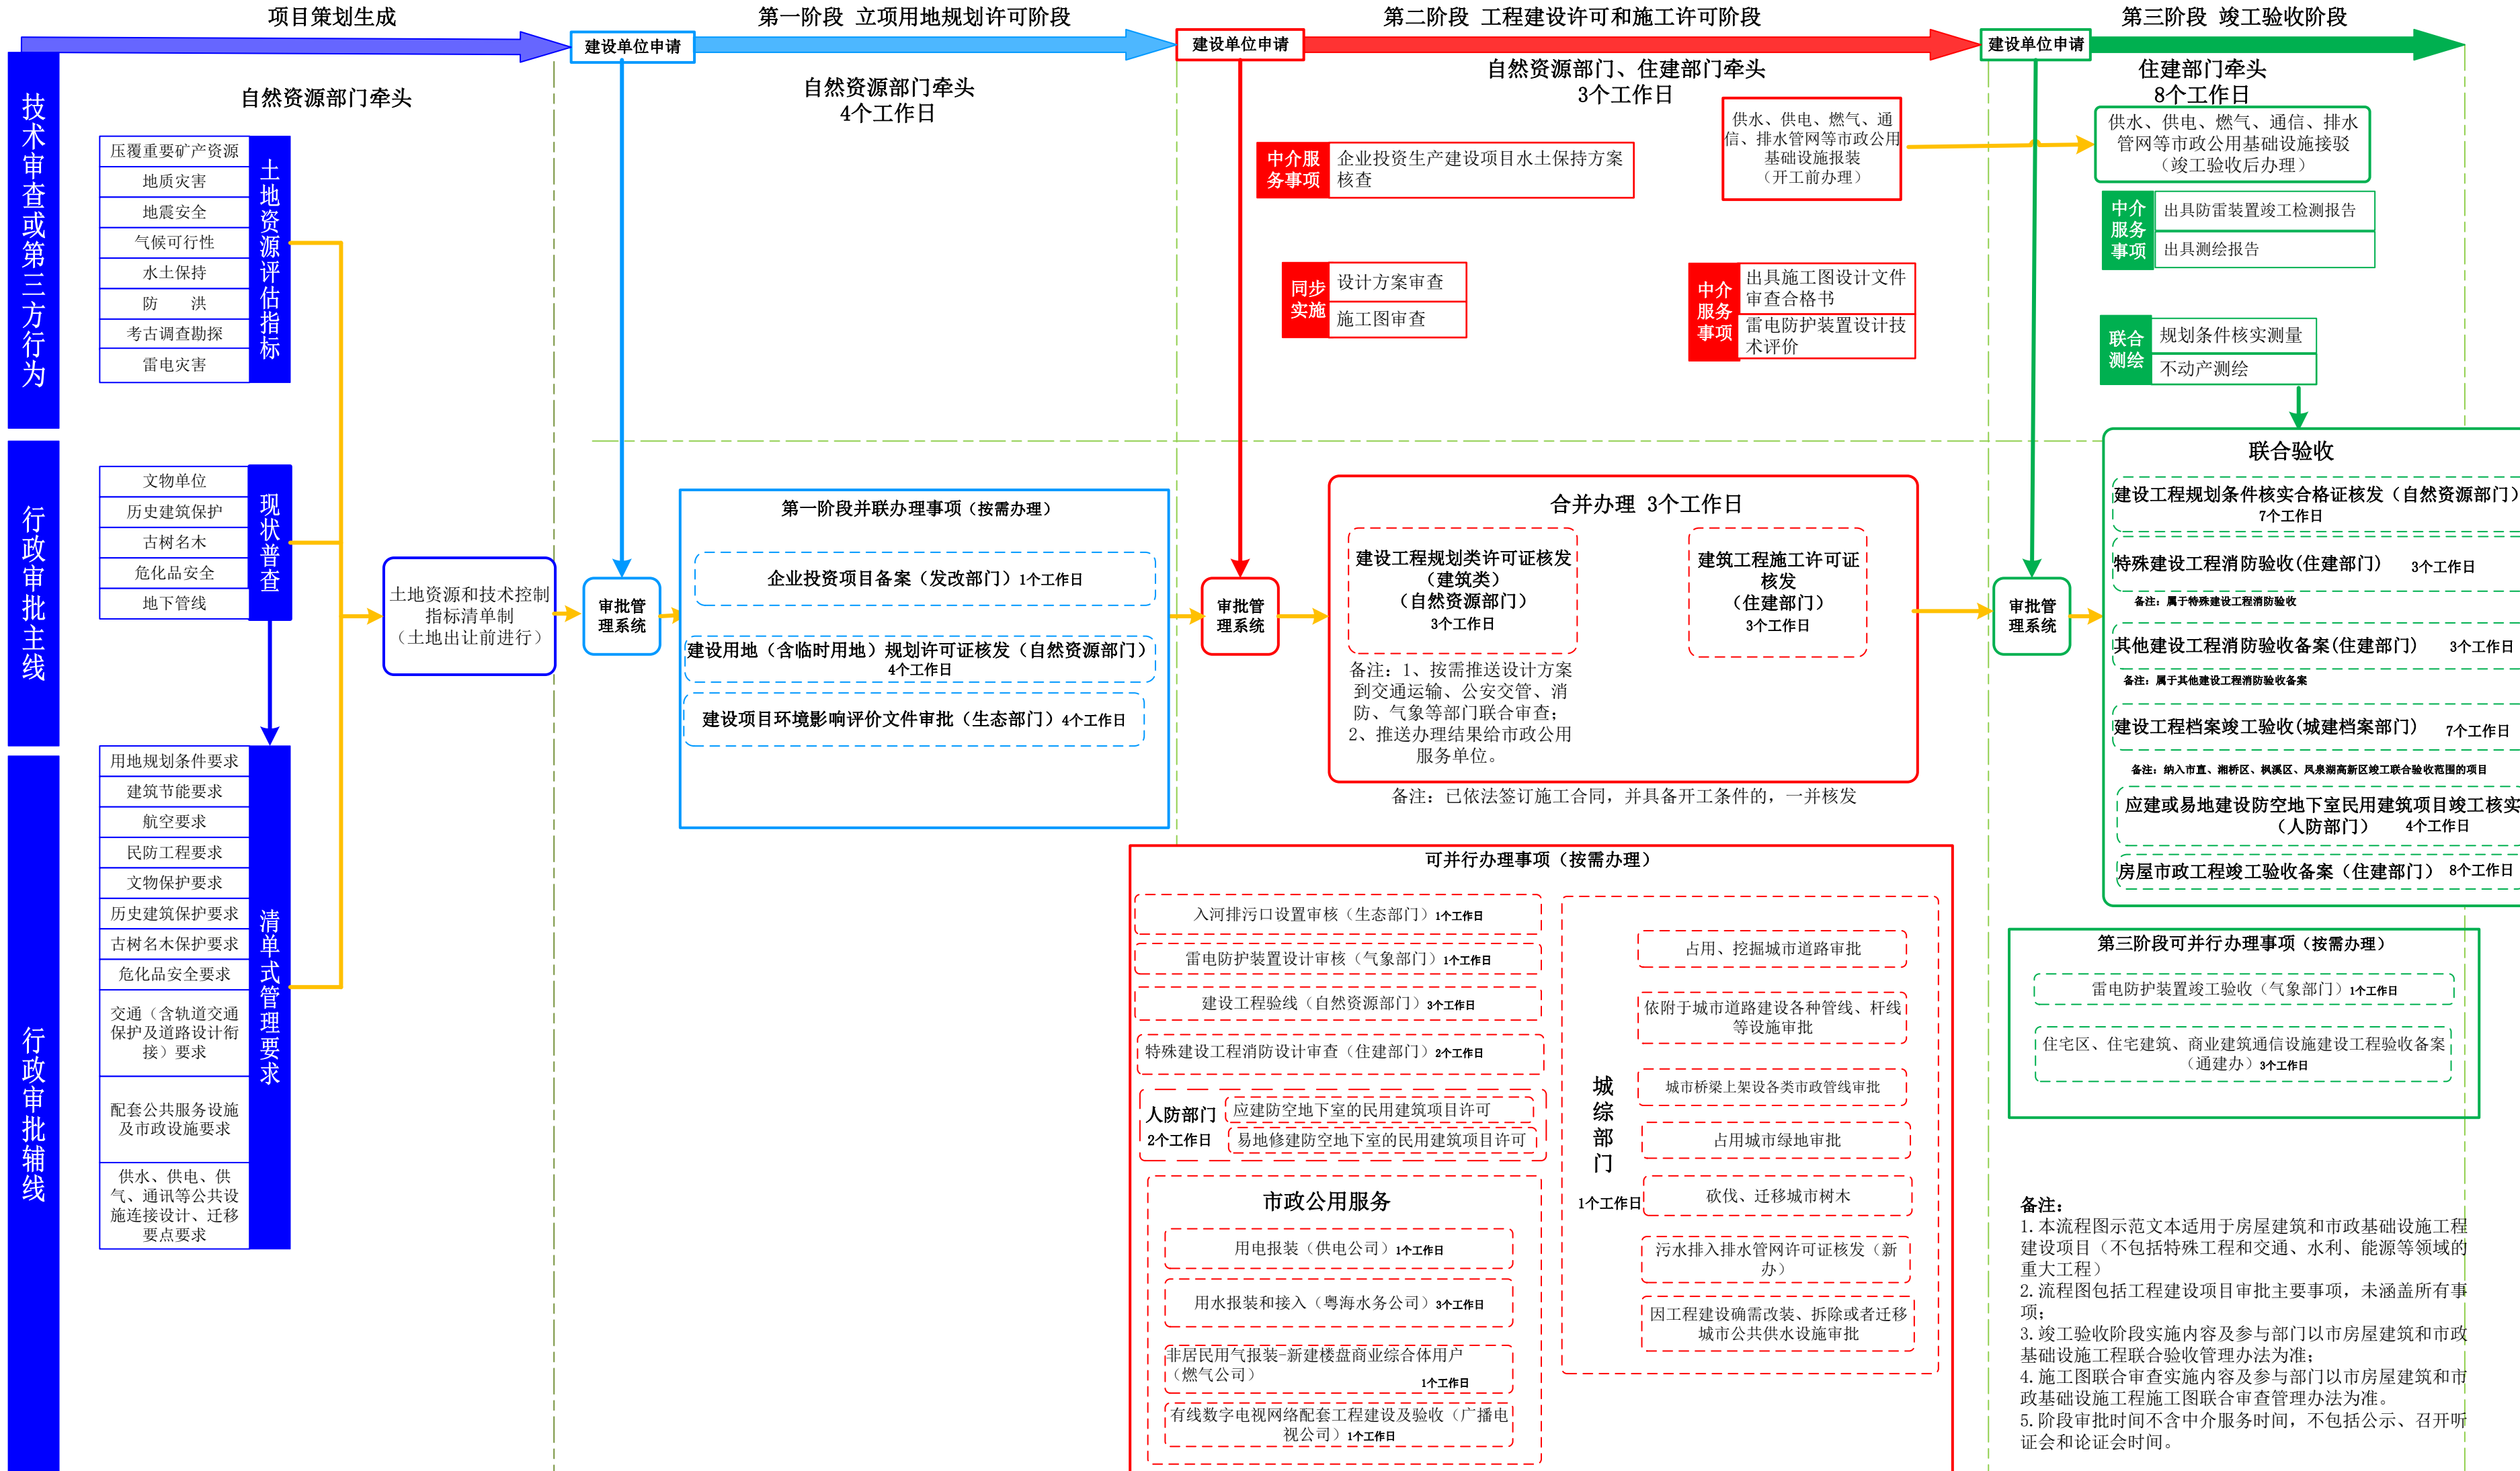 项目策划生成
第一阶段 立项用地规划许可阶段
第二阶段 工程建设许可和施工许可阶段
第三阶段 竣工验收阶段
建设单位申请
建设单位申请
建设单位申请
自然资源部门牵头
自然资源部门牵头
4个工作日
自然资源部门、住建部门牵头
3个工作日
住建部门牵头
8个工作日
技术审查或第三方行为
行政审批主线
行政审批辅线
压覆重要矿产资源
地质灾害
地震安全
气候可行性
水土保持
防 洪
考古调查勘探
雷电灾害
土地资源评估指标
文物单位
历史建筑保护
古树名木
危化品安全
地下管线
现状普查
用地规划条件要求
建筑节能要求
航空要求
民防工程要求
文物保护要求
历史建筑保护要求
古树名木保护要求
危化品安全要求
交通（含轨道交通
保护及道路设计衔
接）要求
配套公共服务设施
及市政设施要求
供水、供电、供
气、通讯等公共设
施连接设计、迁移
要点要求
清单式管理要求
土地资源和技术控制
指标清单制
（土地出让前进行）
审批管
理系统
第一阶段并联办理事项（按需办理）
企业投资项目备案（发改部门）1个工作日
建设用地（含临时用地）规划许可证核发（自然资源部门）
4个工作日
建设项目环境影响评价文件审批（生态部门）4个工作日
中介服
务事项
企业投资生产建设项目水土保持方案
核查
供水、供电、燃气、通
信、排水管网等市政公用
基础设施报装
（开工前办理）
同步
实施
设计方案审查
施工图审查
中介
服务
事项
出具施工图设计文件
审查合格书
雷电防护装置设计技
术评价
审批管
理系统
合并办理 3个工作日
建设工程规划类许可证核发
（建筑类）
（自然资源部门）
3个工作日
建筑工程施工许可证
核发
（住建部门）
3个工作日
备注：1、按需推送设计方案
到交通运输、公安交管、消
防、气象等部门联合审查；
2、推送办理结果给市政公用
服务单位。
备注：已依法签订施工合同，并具备开工条件的，一并核发
可并行办理事项（按需办理）
入河排污口设置审核（生态部门）1个工作日
雷电防护装置设计审核（气象部门）1个工作日
建设工程验线（自然资源部门）3个工作日
特殊建设工程消防设计审查（住建部门）2个工作日
人防部门
2个工作日
应建防空地下室的民用建筑项目许可
易地修建防空地下室的民用建筑项目许可
市政公用服务
用电报装（供电公司）1个工作日
用水报装和接入（粤海水务公司）3个工作日
非居民用气报装-新建楼盘商业综合体用户
（燃气公司）
1个工作日
有线数字电视网络配套工程建设及验收（广播电
视公司）1个工作日
城综部门
1个工作日
占用、挖掘城市道路审批
依附于城市道路建设各种管线、杆线
等设施审批
城市桥梁上架设各类市政管线审批
占用城市绿地审批
砍伐、迁移城市树木
污水排入排水管网许可证核发（新
办）
因工程建设确需改装、拆除或者迁移
城市公共供水设施审批
供水、供电、燃气、通信、排水
管网等市政公用基础设施接驳
（竣工验收后办理）
中介
服务
事项
出具防雷装置竣工检测报告
出具测绘报告
联合
测绘
规划条件核实测量
不动产测绘
审批管
理系统
联合验收
建设工程规划条件核实合格证核发（自然资源部门）
7个工作日
特殊建设工程消防验收(住建部门) 3个工作日
备注：属于特殊建设工程消防验收
其他建设工程消防验收备案(住建部门) 3个工作日
备注：属于其他建设工程消防验收备案
建设工程档案竣工验收(城建档案部门) 7个工作日
备注：纳入市直、湘桥区、枫溪区、凤泉湖高新区竣工联合验收范围的项目
应建或易地建设防空地下室民用建筑项目竣工核实
（人防部门） 4个工作日
房屋市政工程竣工验收备案（住建部门） 8个工作日
第三阶段可并行办理事项（按需办理）
雷电防护装置竣工验收（气象部门）1个工作日
住宅区、住宅建筑、商业建筑通信设施建设工程验收备案
（通建办）3个工作日
备注：
1.本流程图示范文本适用于房屋建筑和市政基础设施工程
建设项目（不包括特殊工程和交通、水利、能源等领域的
重大工程）
2.流程图包括工程建设项目审批主要事项，未涵盖所有事
项；
3.竣工验收阶段实施内容及参与部门以市房屋建筑和市政
基础设施工程联合验收管理办法为准；
4.施工图联合审查实施内容及参与部门以市房屋建筑和市
政基础设施工程施工图联合审查管理办法为准。
5.阶段审批时间不含中介服务时间，不包括公示、召开听
证会和论证会时间。